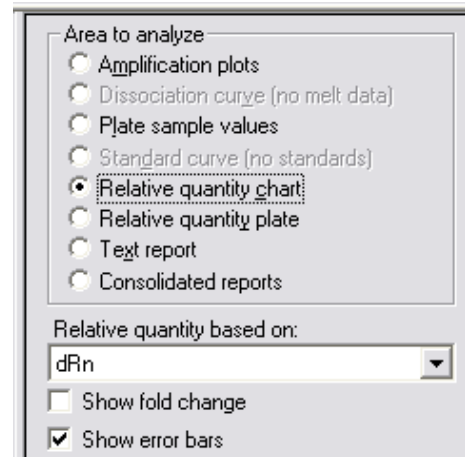 Area to analyze
Amplification plots
Dissociation curve (no melt data)
Plate sample values
Standard curve (no standards)
Relative quantity chart
Relative quantity plate
Text report
Consolidated reports
Relative quantity based on:
dRn
Show fold change
Show error bars